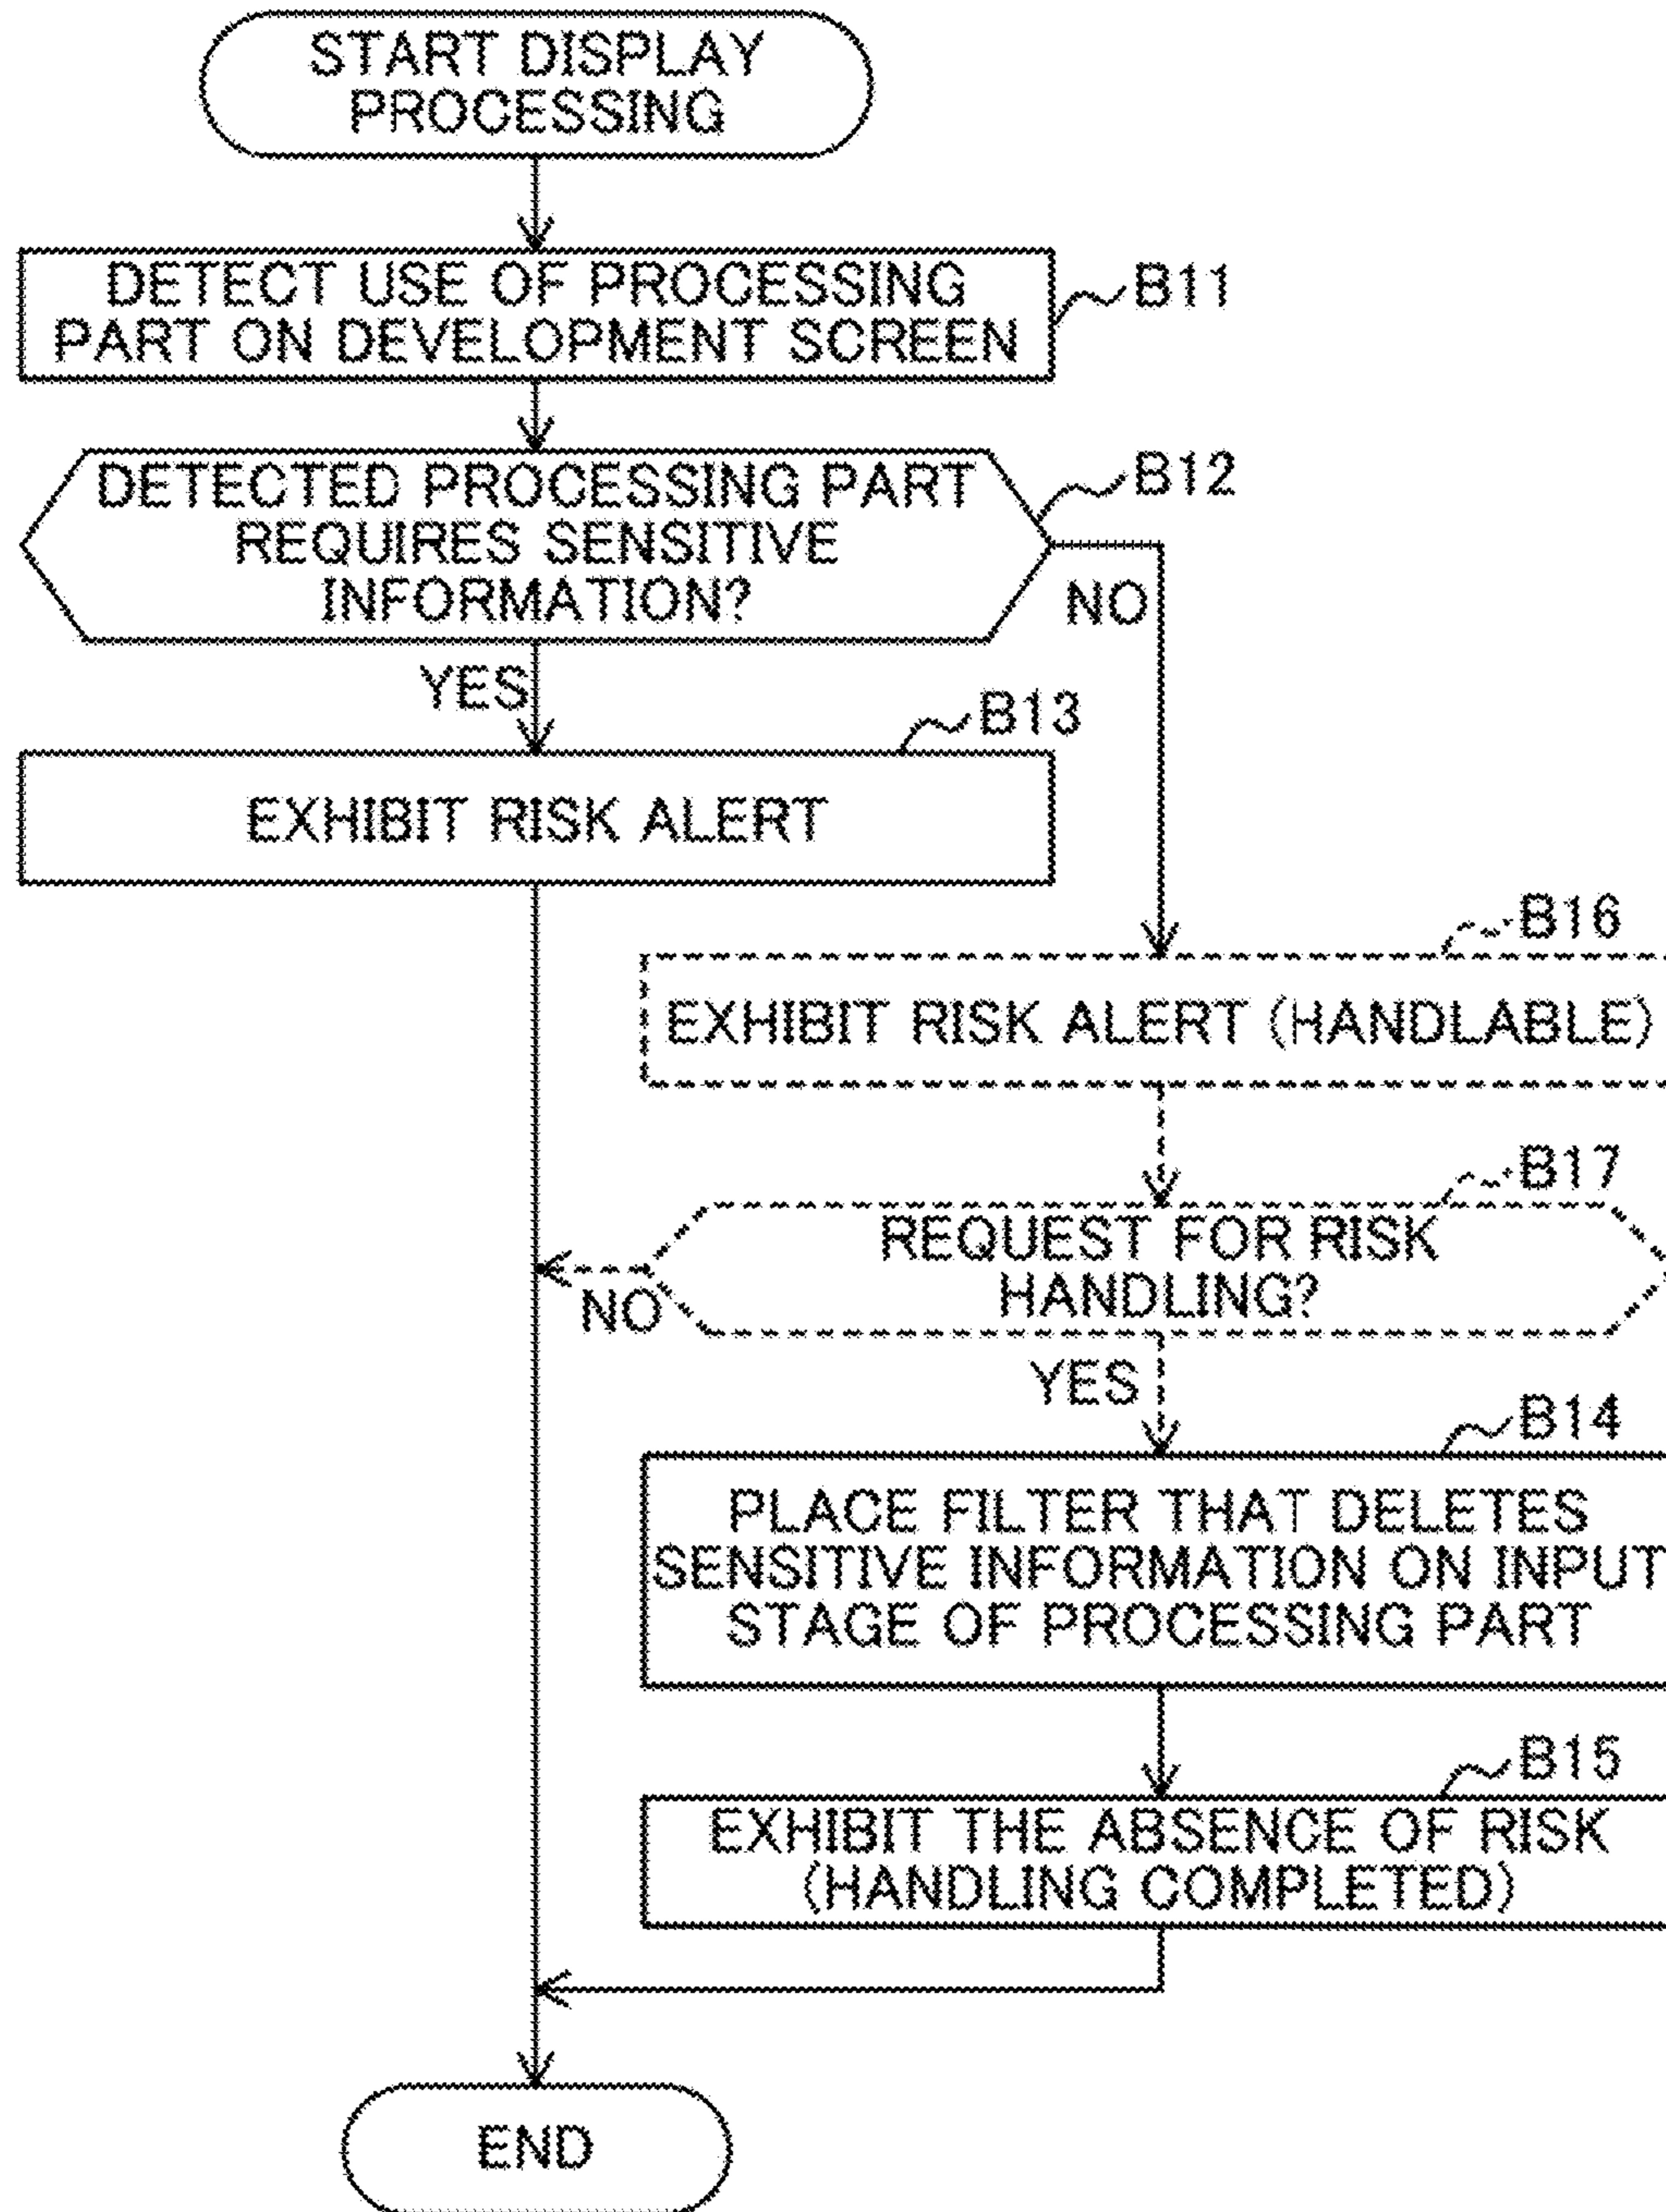 START DISPLAY
PROCESSING
DETECT USE OF PROCESSING
PART ON DEVELOPMENT SCREEN
B11
DETECTED PROCESSING PART
REQUIRES SENSITIVE
INFORMATION?
B12
NO
YES
B13
EXHIBIT RISK ALERT
B16
EXHIBIT RISK ALERT (HANDLABLE)
B17
REQUEST FOR RISK
HANDLING?
NO
YES
B14
PLACE FILTER THAT DELETES
SENSITIVE INFORMATION ON INPUT
STAGE OF PROCESSING PART
B15
EXHIBIT THE ABSENCE OF RISK
(HANDLING COMPLETED)
END